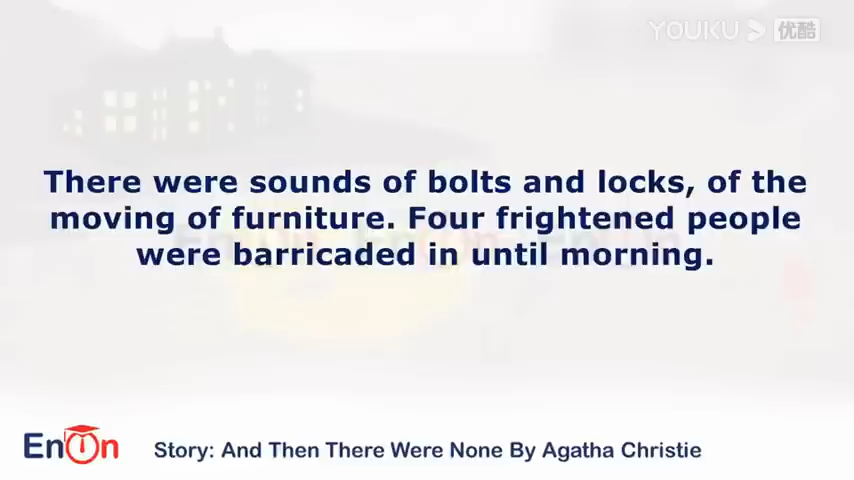 YOUKU 优酷
There were sounds of bolts and locks, of the
moving of furniture. Four frightened people
were barricaded in until morning.
EnOn
Story: And Then There Were None By Agatha Christie